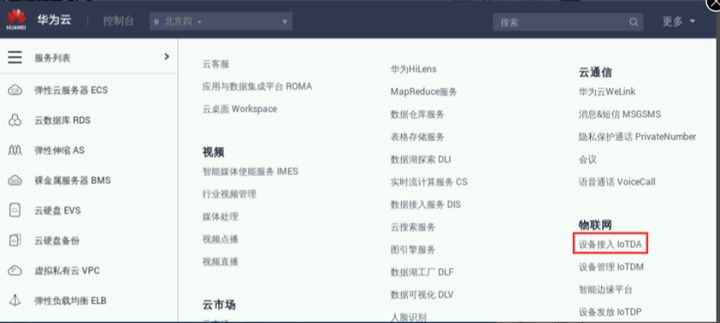 HUAWEI
华为云
控制台
北京四
搜索
更多
服务列表
弹性云服务器 ECS
云数据库 RDS
弹性伸缩 AS
裸金属服务器 BMS
云硬盘 EVS
云硬盘备份
虚拟私有云 VPC
弹性负载均衡 ELB
云客服
应用与数据集成平台 ROMA
云桌面 Workspace
视频
智能媒体使能服务 IMES
行业视频管理
媒体处理
视频点播
视频直播
云市场
华为HiLens
MapReduce服务
数据仓库服务
表格存储服务
数据湖探索 DLI
实时流计算服务 CS
数据接入服务 DIS
云搜索服务
图引擎服务
数据湖工厂 DLF
数据可视化 DLV
人脸识别
云通信
华为云WeLink
消息&短信 MSGSMS
隐私保护通话 PrivateNumber
会议
语音通话 VoiceCall
物联网
设备接入 IoTDA
设备管理 IoTDM
智能边缘平台
设备发放 IoTDP